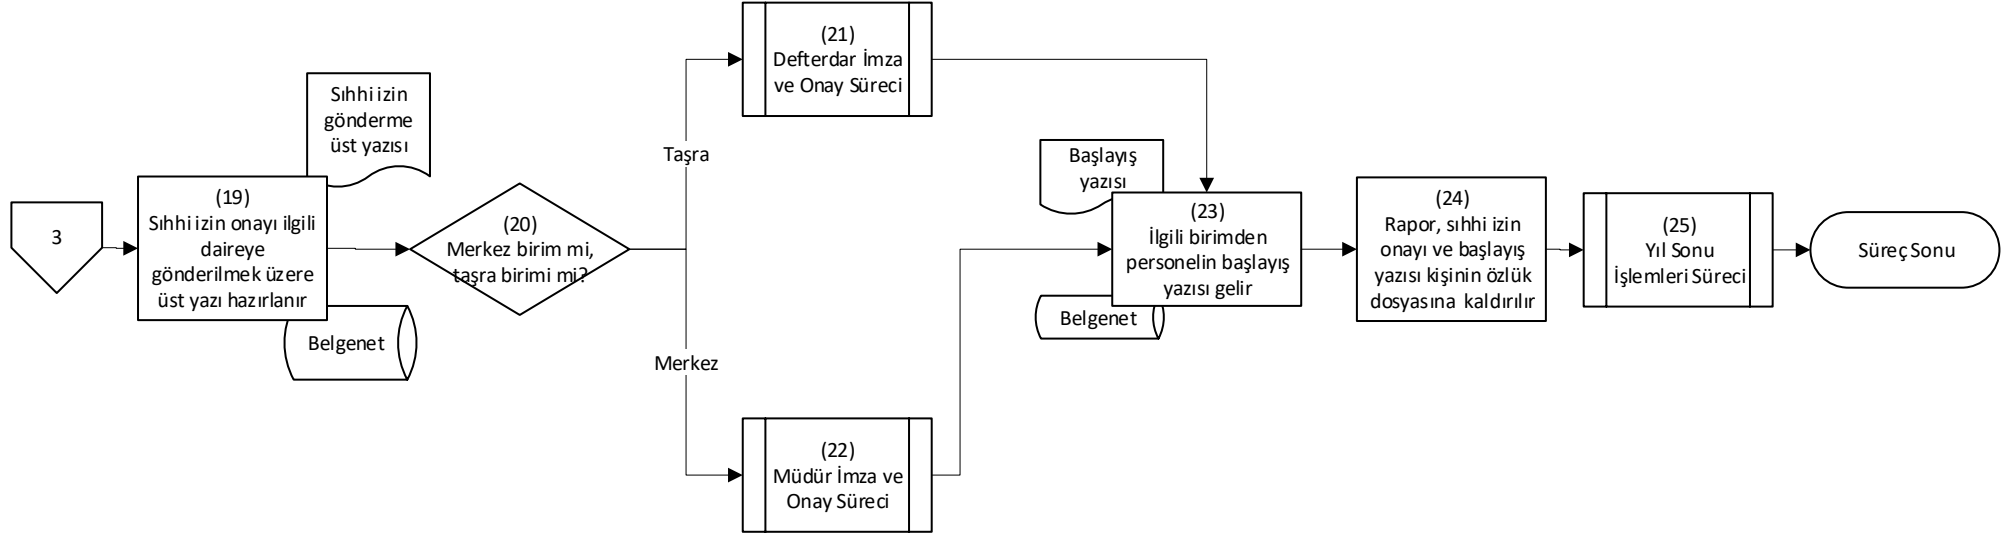 3
Sıhhi izin
gönderme
üst yazısı
(19)
Sıhhi izin onayı ilgili
daireye
gönderilmek üzere
üst yazı hazırlanır
Belgenet
(20)
Merkez birim mi,
taşra birimi mi?
Taşra
Merkez
(21)
Defterdar İmza
ve Onay Süreci
(22)
Müdür İmza ve
Onay Süreci
Başlayış
yazısı
(23)
İlgili birimden
personelin başlayış
yazısı gelir
Belgenet
(24)
Rapor, sıhhi izin
onayı ve başlayış
yazısı kişinin özlük
dosyasına kaldırılır
(25)
Yıl Sonu
İşlemleri Süreci
Süreç Sonu